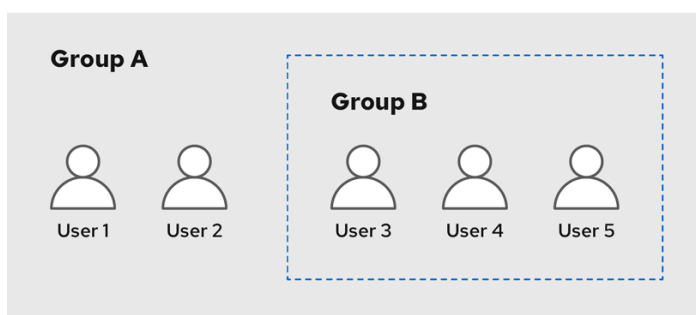 Group A
Group B
User 1
User 2
User 3
User 4
User 5